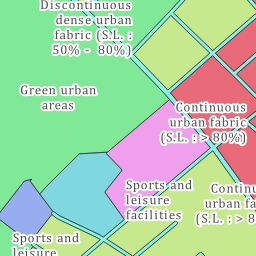 Discontinuous
dense urban
fabric (S.L. :
50% - 80%)
Green urban
areas
Continuous
urban fabric
(S.L. : > 80%)
Sports and
leisure
facilities
Continu
urban fa
(S.L. : > 8
Sports and
leisure